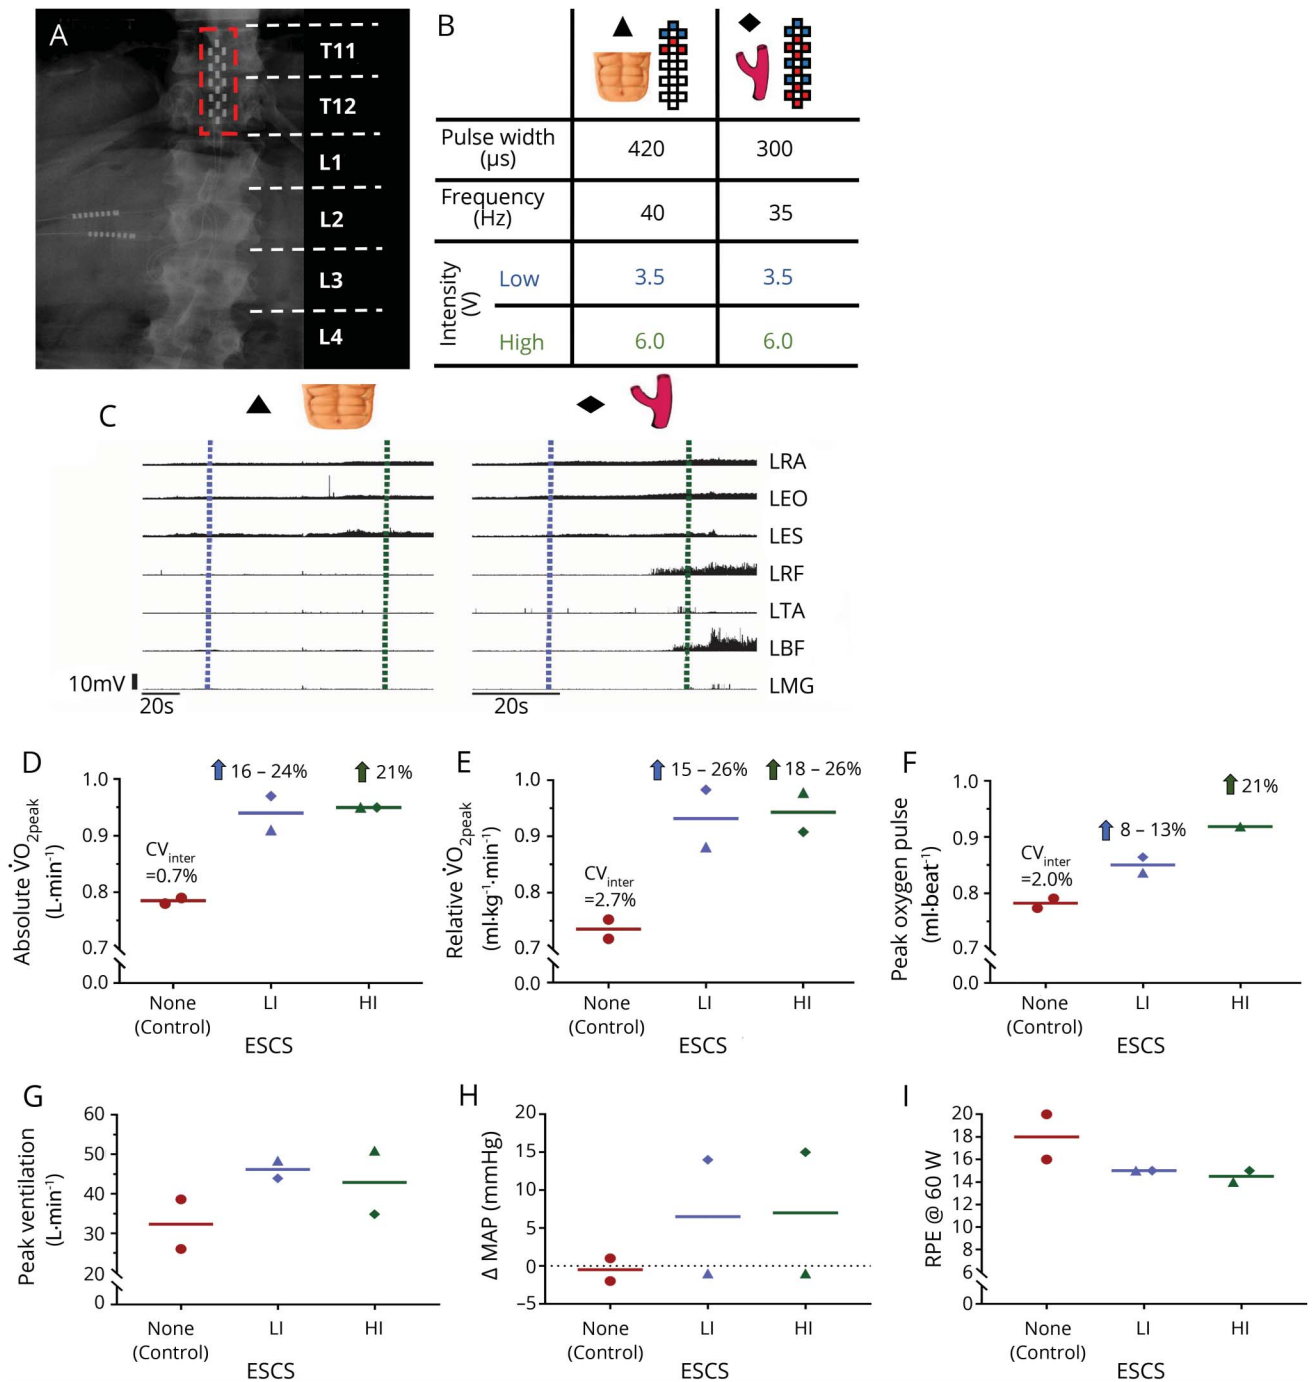 A
T11
T12
L1
L2
L3
L4
B
Pulse width
(µs)
420
300
Frequency
(Hz)
40
35
Intensity
(V)
Low
3.5
3.5
High
6.0
6.0
C
LRA
LEO
LES
LRF
LTA
LBF
LMG
10mV
20s
20s
D
16 – 24%
21%
Absolute V̇O2peak
(L·min-1)
1.0
0.9
0.8
0.7
0.0
CVinter
=0.7%
None
(Control)
LI
HI
ESCS
E
15 – 26%
18 – 26%
Relative V̇O2peak
(ml·kg-1·min-1)
1.0
0.9
0.8
0.7
0.0
CVinter
=2.7%
None
(Control)
LI
HI
ESCS
F
21%
8 – 13%
Peak oxygen pulse
(ml·beat-1)
1.0
0.9
0.8
0.7
0.0
CVinter
=2.0%
None
(Control)
LI
HI
ESCS
G
Peak ventilation
(L·min-1)
60
50
40
30
20
0
None
(Control)
LI
HI
ESCS
H
Δ MAP (mmHg)
20
15
10
5
0
−5
None
(Control)
LI
HI
ESCS
I
RPE @ 60 W
20
18
16
14
12
10
8
6
0
None
(Control)
LI
HI
ESCS